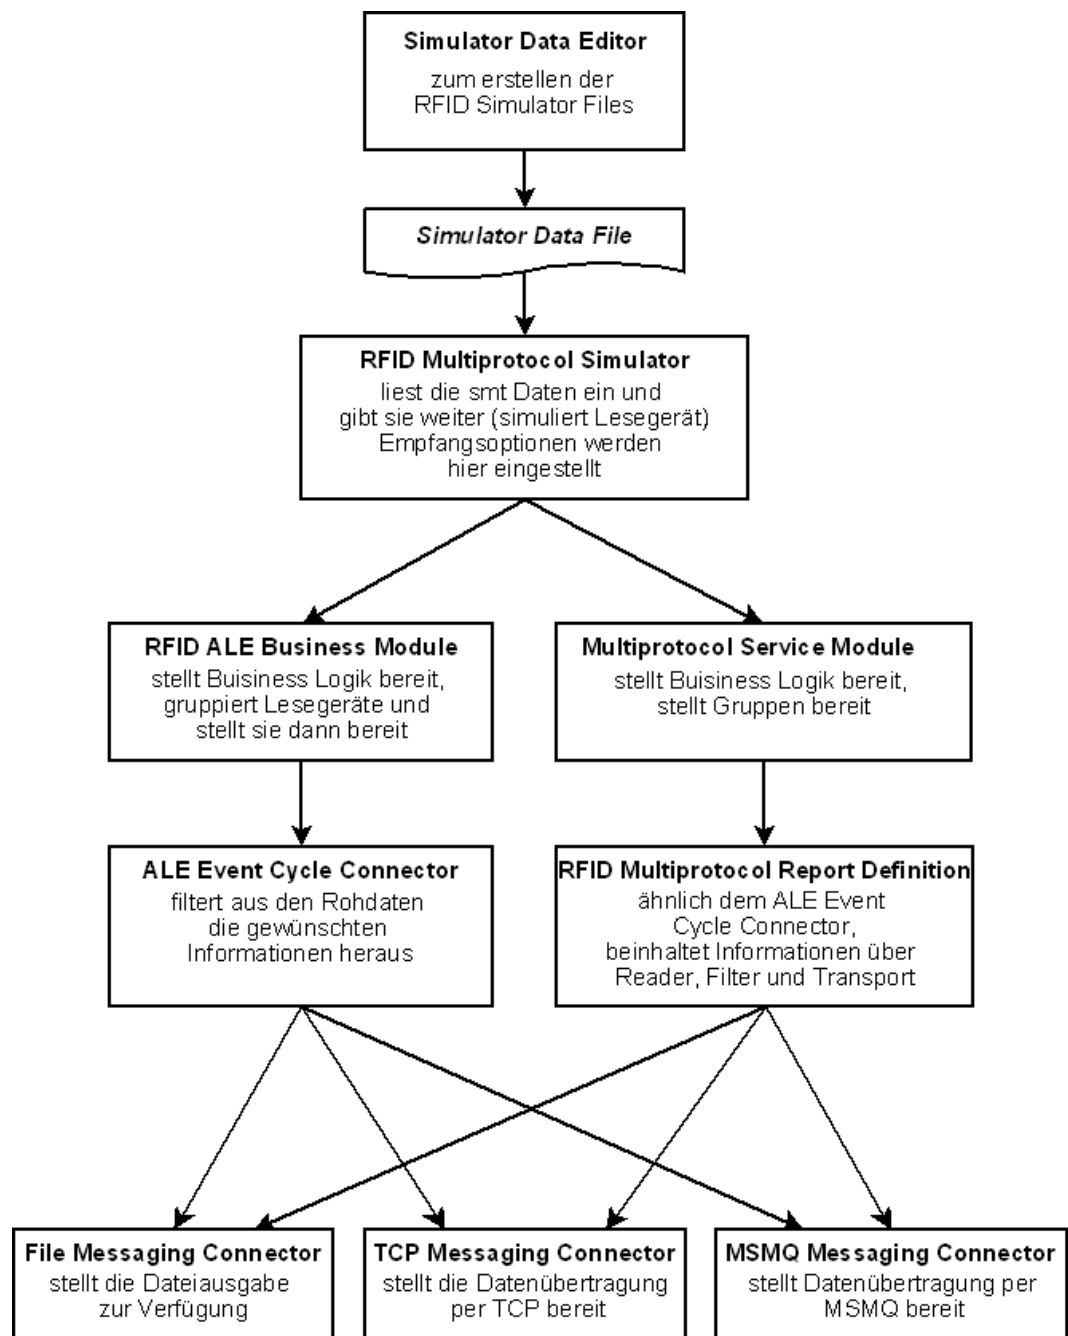 Simulator Data Editor
zum erstellen der
RFID Simulator Files
Simulator Data File
RFID Multiprotocol Simulator
liest die smt Daten ein und
gibt sie weiter (simuliert Lesegerät)
Empfangsoptionen werden
hier eingestellt
RFID ALE Business Module
stellt Buisiness Logik bereit,
gruppiert Lesegeräte und
stellt sie dann bereit
Multiprotocol Service Module
stellt Buisiness Logik bereit,
stellt Gruppen bereit
ALE Event Cycle Connector
filtert aus den Rohdaten
die gewünschten
Informationen heraus
RFID Multiprotocol Report Definition
ähnlich dem ALE Event
Cycle Connector,
beinhaltet Informationen über
Reader, Filter und Transport
File Messaging Connector
stellt die Dateiausgabe
zur Verfügung
TCP Messaging Connector
stellt die Datenübertragung
per TCP bereit
MSMQ Messaging Connector
stellt Datenübertragung per
MSMQ bereit